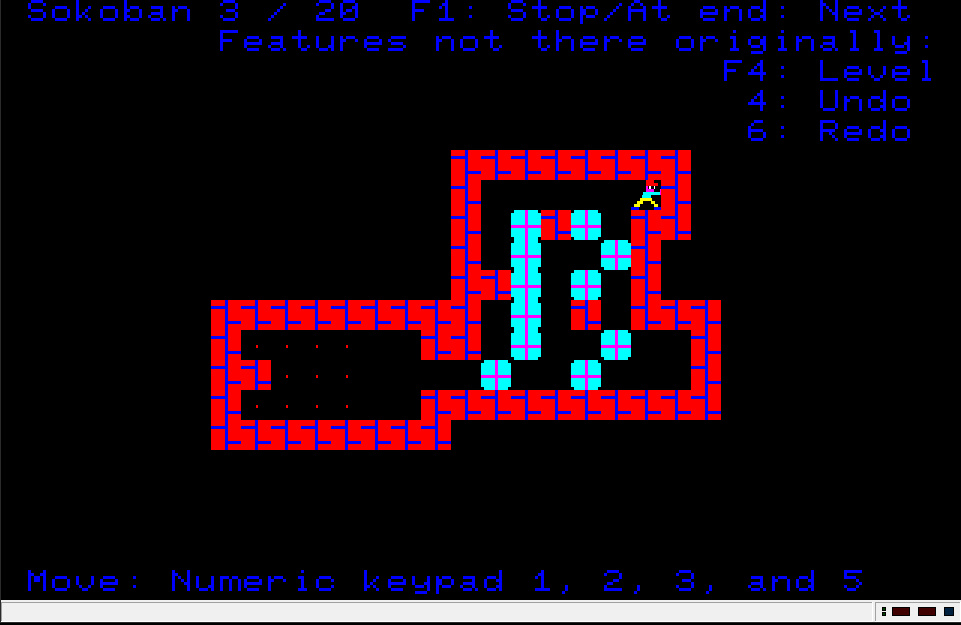 Sokoban 3 / 20 F1: Stop/At end: Next
Features not there originally:
F4: Level
4: Undo
6: Redo
Move: Numeric keypad 1, 2, 3, and 5